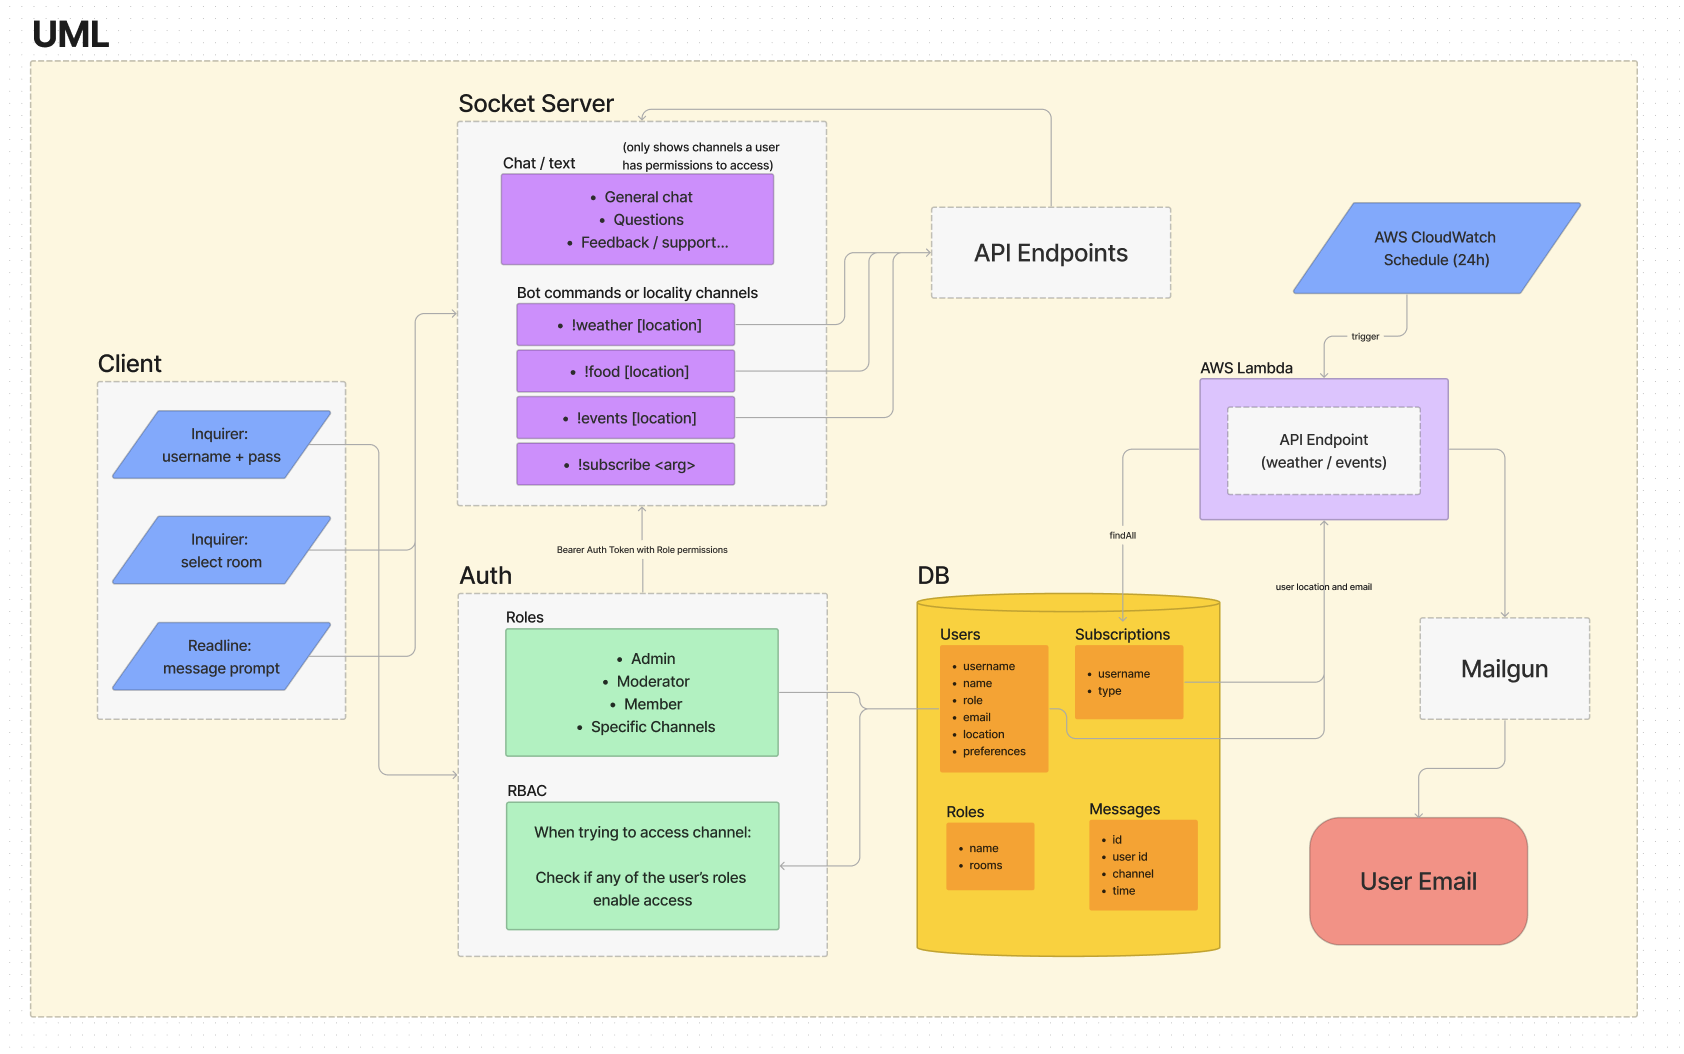 UML
Socket Server
Chat / text
(only shows channels a user
has permissions to access)
• General chat
• Questions
• Feedback / support...
Bot commands or locality channels
• !weather [location]
• !food [location]
• !events [location]
• !subscribe <arg>
API Endpoints
AWS CloudWatch
Schedule (24h)
trigger
AWS Lambda
API Endpoint
(weather / events)
Client
Inquirer:
username + pass
Inquirer:
select room
Readline:
message prompt
Bearer Auth Token with Role permissions
Auth
Roles
• Admin
• Moderator
• Member
• Specific Channels
RBAC
When trying to access channel:
Check if any of the user’s roles
enable access
findAll
user location and email
DB
Users
• username
• name
• role
• email
• location
• preferences
Subscriptions
• username
• type
Roles
• name
• rooms
Messages
• id
• user id
• channel
• time
Mailgun
User Email